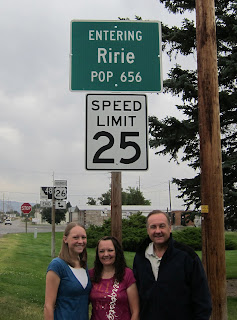 ENTERING
Ririe
POP 656
SPEED
LIMIT
25
26
STOP